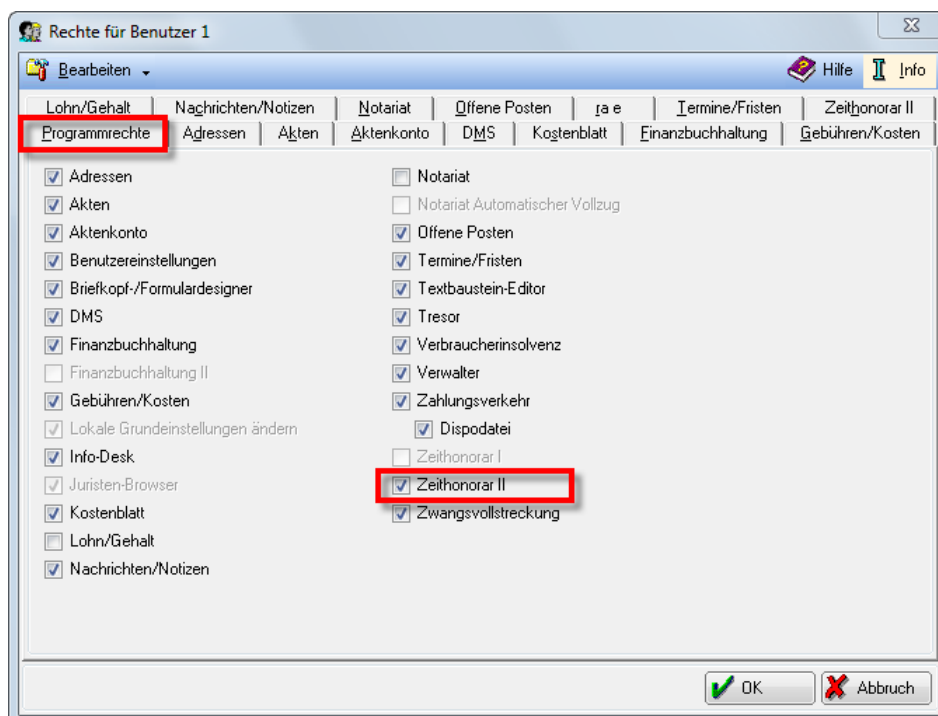 Rechte für Benutzer 1
Bearbeiten
Hilfe
Info
Lohn/Gehalt
Nachrichten/Notizen
Notariat
Offene Posten
ra e
Termine/Fristen
Zeithonorar II
Programmrechte
Adressen
Akten
Aktenkonto
DMS
Kostenblatt
Finanzbuchhaltung
Gebühren/Kosten
Adressen
Akten
Aktenkonto
Benutzereinstellungen
Briefkopf-/Formulardesigner
DMS
Finanzbuchhaltung
Finanzbuchhaltung II
Gebühren/Kosten
Lokale Grundeinstellungen ändern
Info-Desk
Juristen-Browser
Kostenblatt
Lohn/Gehalt
Nachrichten/Notizen
Notariat
Notariat Automatischer Vollzug
Offene Posten
Termine/Fristen
Textbaustein-Editor
Tresor
Verbraucherinsolvenz
Verwalter
Zahlungsverkehr
Dispodatei
Zeithonorar I
Zeithonorar II
Zwangsvollstreckung
OK
Abbruch